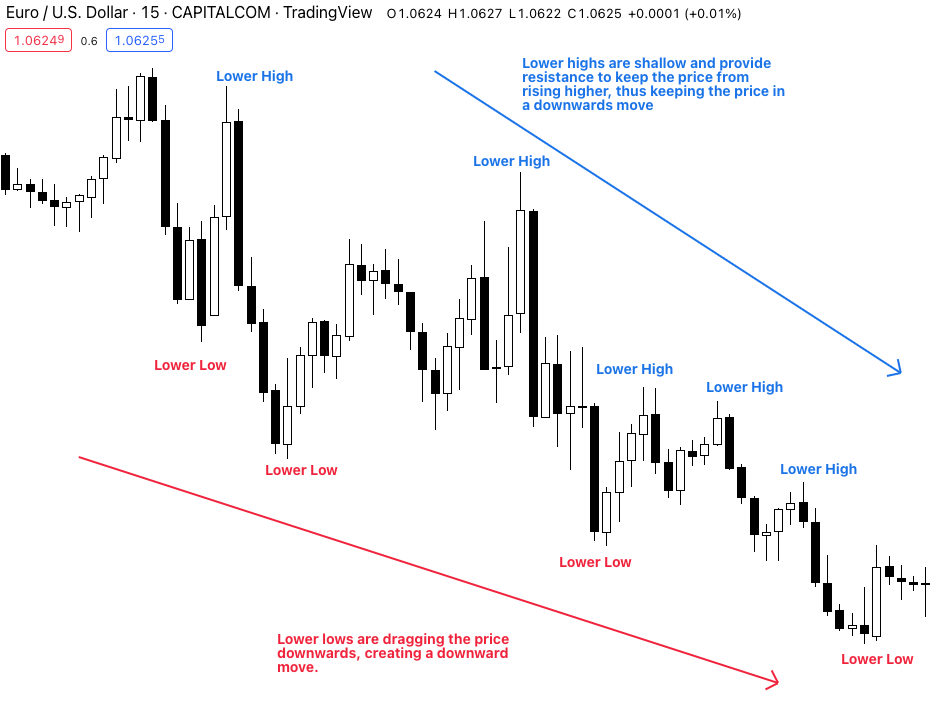 Euro / U.S. Dollar · 15 · CAPITALCOM · TradingView O1.0624 H1.0627 L1.0622 C1.0625 +0.0001 (+0.01%)
1.06249 0.6 1.06255
Lower highs are shallow and provide
resistance to keep the price from
rising higher, thus keeping the price in
a downwards move
Lower High
Lower High
Lower Low
Lower High
Lower High
Lower High
Lower Low
Lower Low
Lower lows are dragging the price
downwards, creating a downward
move.
Lower Low